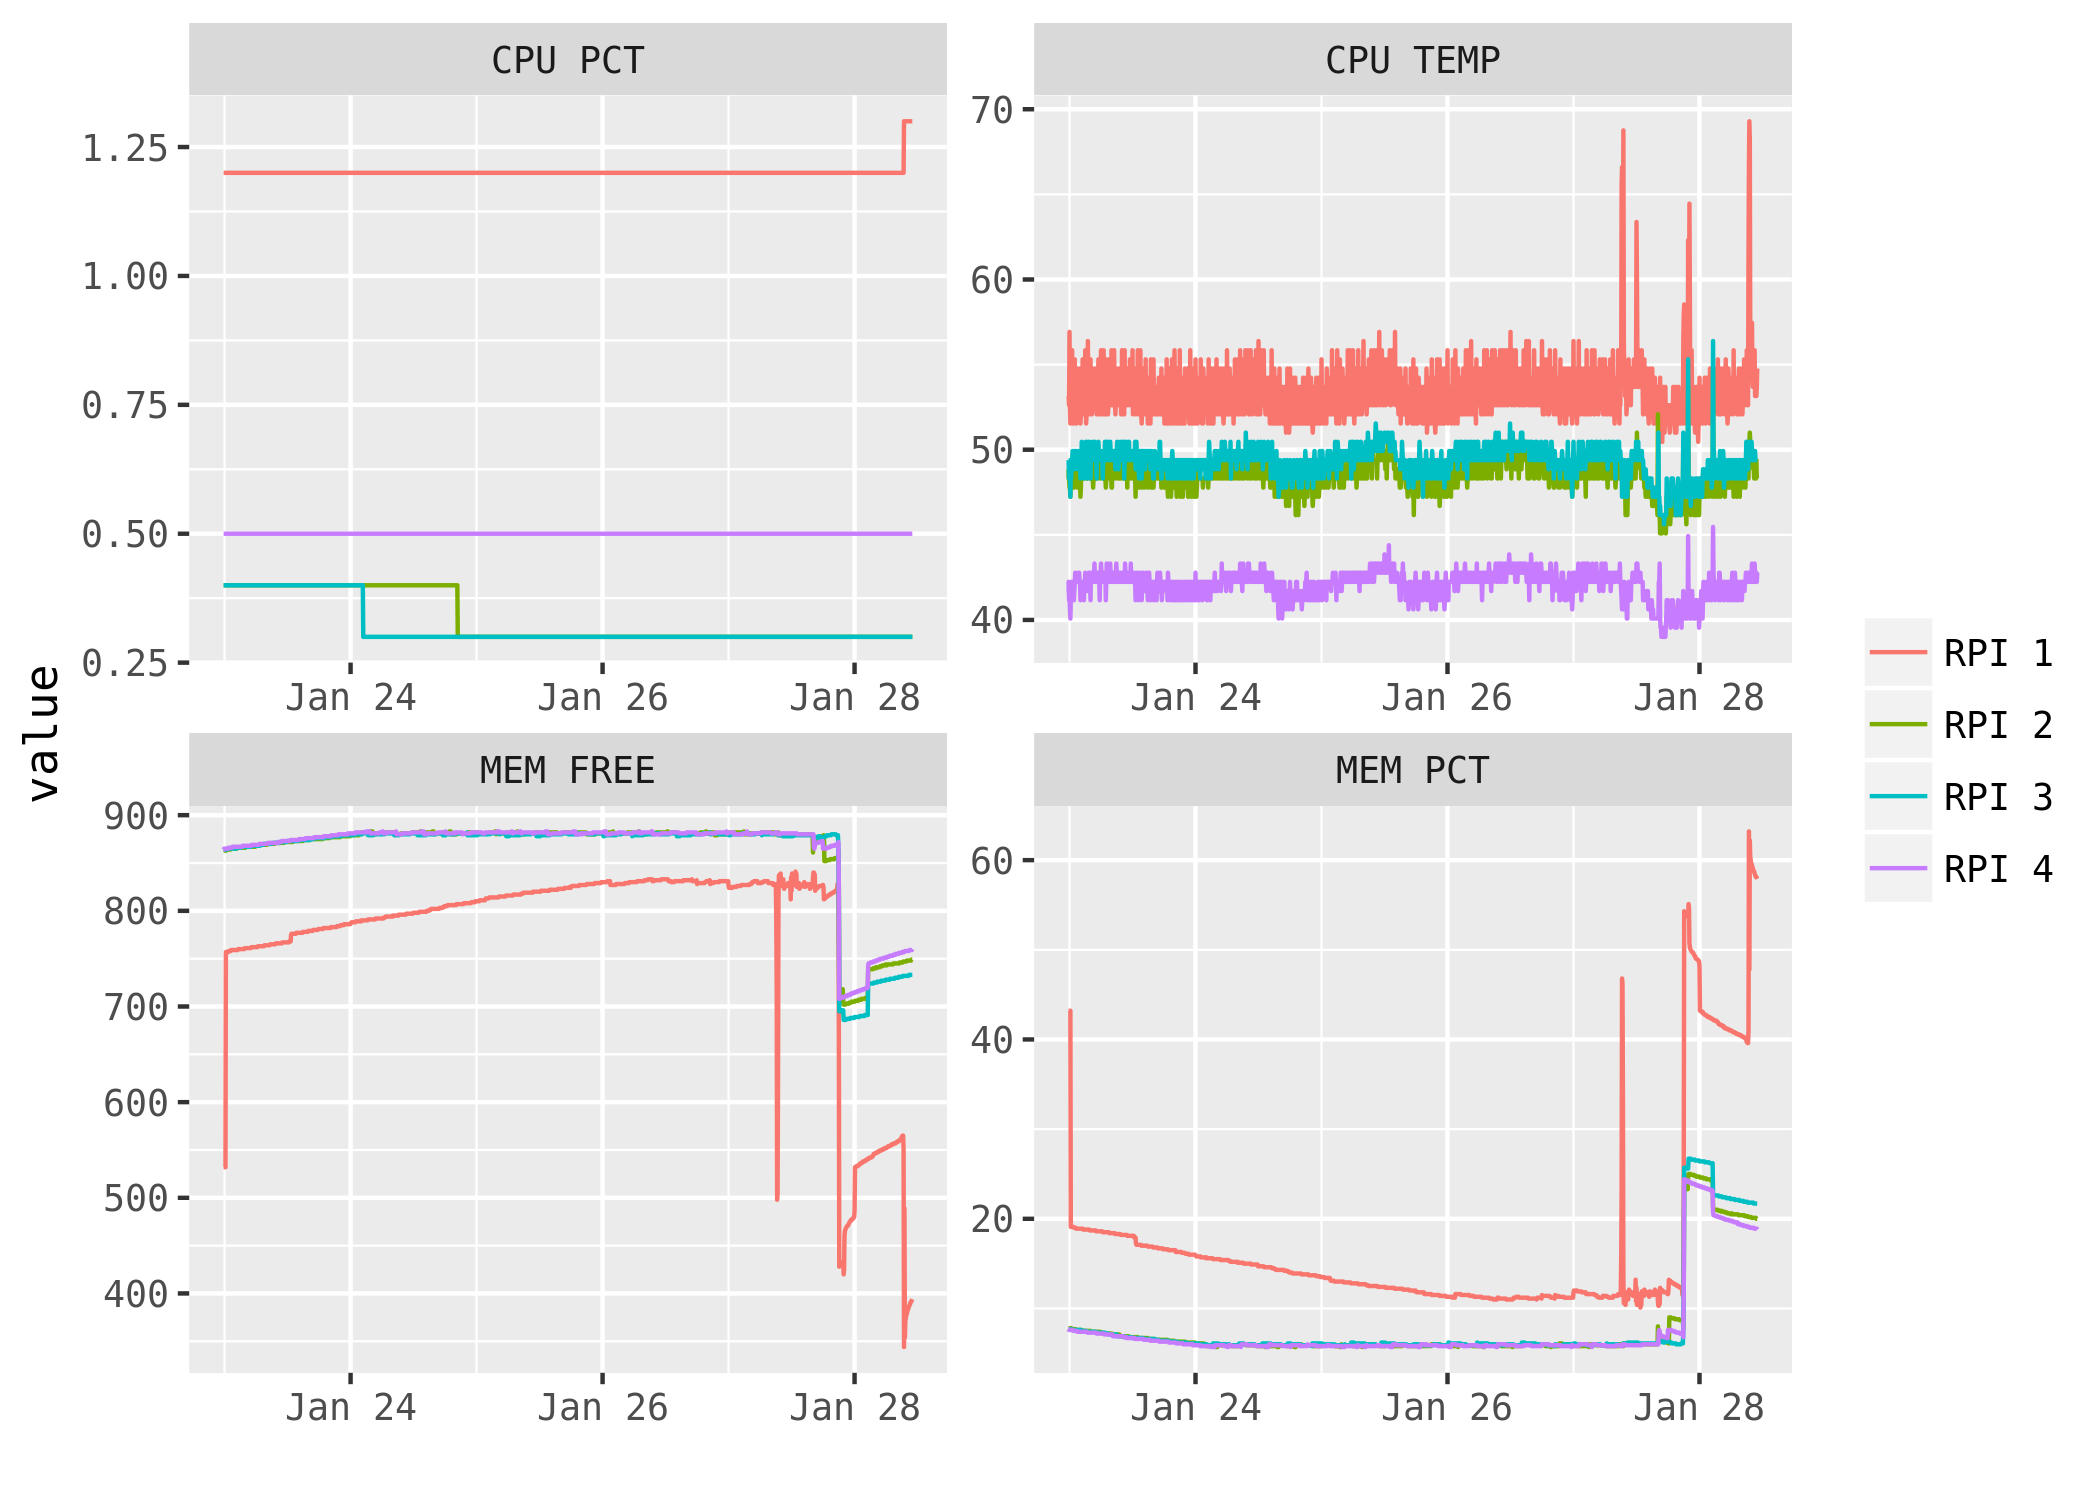 CPU PCT
CPU TEMP
1.25
1.00
0.75
0.50
0.25
Jan 24
Jan 26
Jan 28
70
60
50
40
Jan 24
Jan 26
Jan 28
value
MEM FREE
MEM PCT
900
800
700
600
500
400
Jan 24
Jan 26
Jan 28
60
40
20
Jan 24
Jan 26
Jan 28
RPI 1
RPI 2
RPI 3
RPI 4